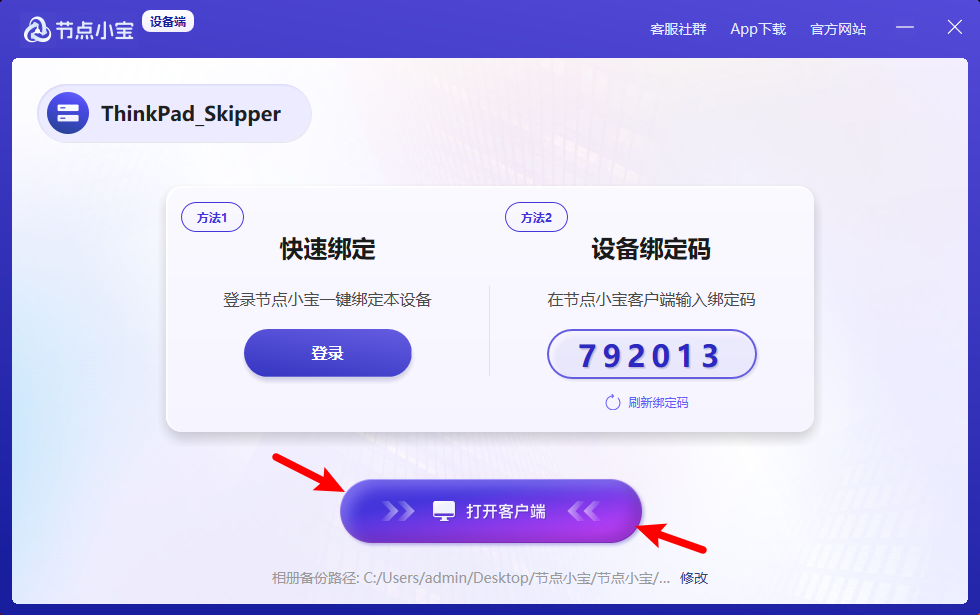 节点小宝 设备端 客服社群 App下载 官方网站
ThinkPad_Skipper
方法1 方法2
快速绑定 设备绑定码
登录节点小宝一键绑定本设备 在节点小宝客户端输入绑定码
登录 792013
刷新绑定码
打开客户端
相册备份路径: C:/Users/admin/Desktop/节点小宝/节点小宝/... 修改